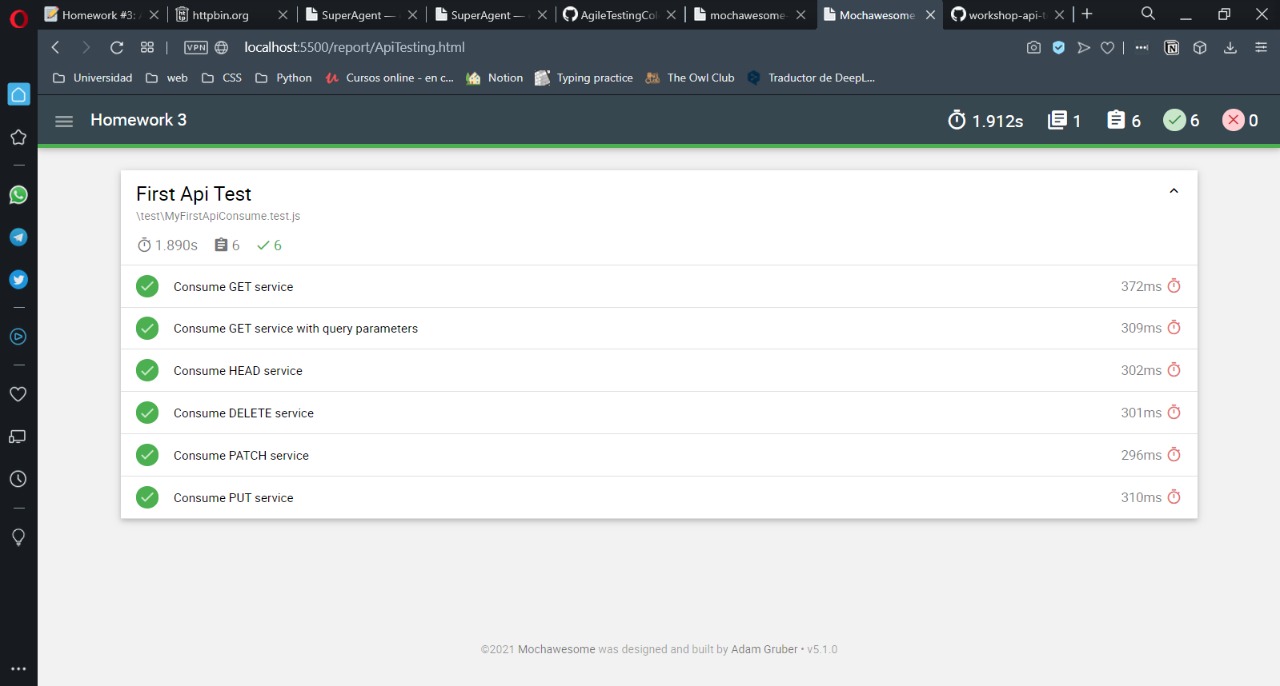 Homework #3:
httpbin.org
SuperAgent —
SuperAgent —
AgileTestingCol
mochawesome-
Mochawesome
workshop-api-t
VPN
localhost:5500/report/ApiTesting.html
Universidad
web
CSS
Python
Cursos online - en c...
Notion
Typing practice
The Owl Club
Traductor de DeepL...
Homework 3
1.912s
1
6
6
0
First Api Test
\test\MyFirstApiConsume.test.js
1.890s
6
6
Consume GET service
372ms
Consume GET service with query parameters
309ms
Consume HEAD service
302ms
Consume DELETE service
301ms
Consume PATCH service
296ms
Consume PUT service
310ms
©2021 Mochawesome was designed and built by Adam Gruber • v5.1.0